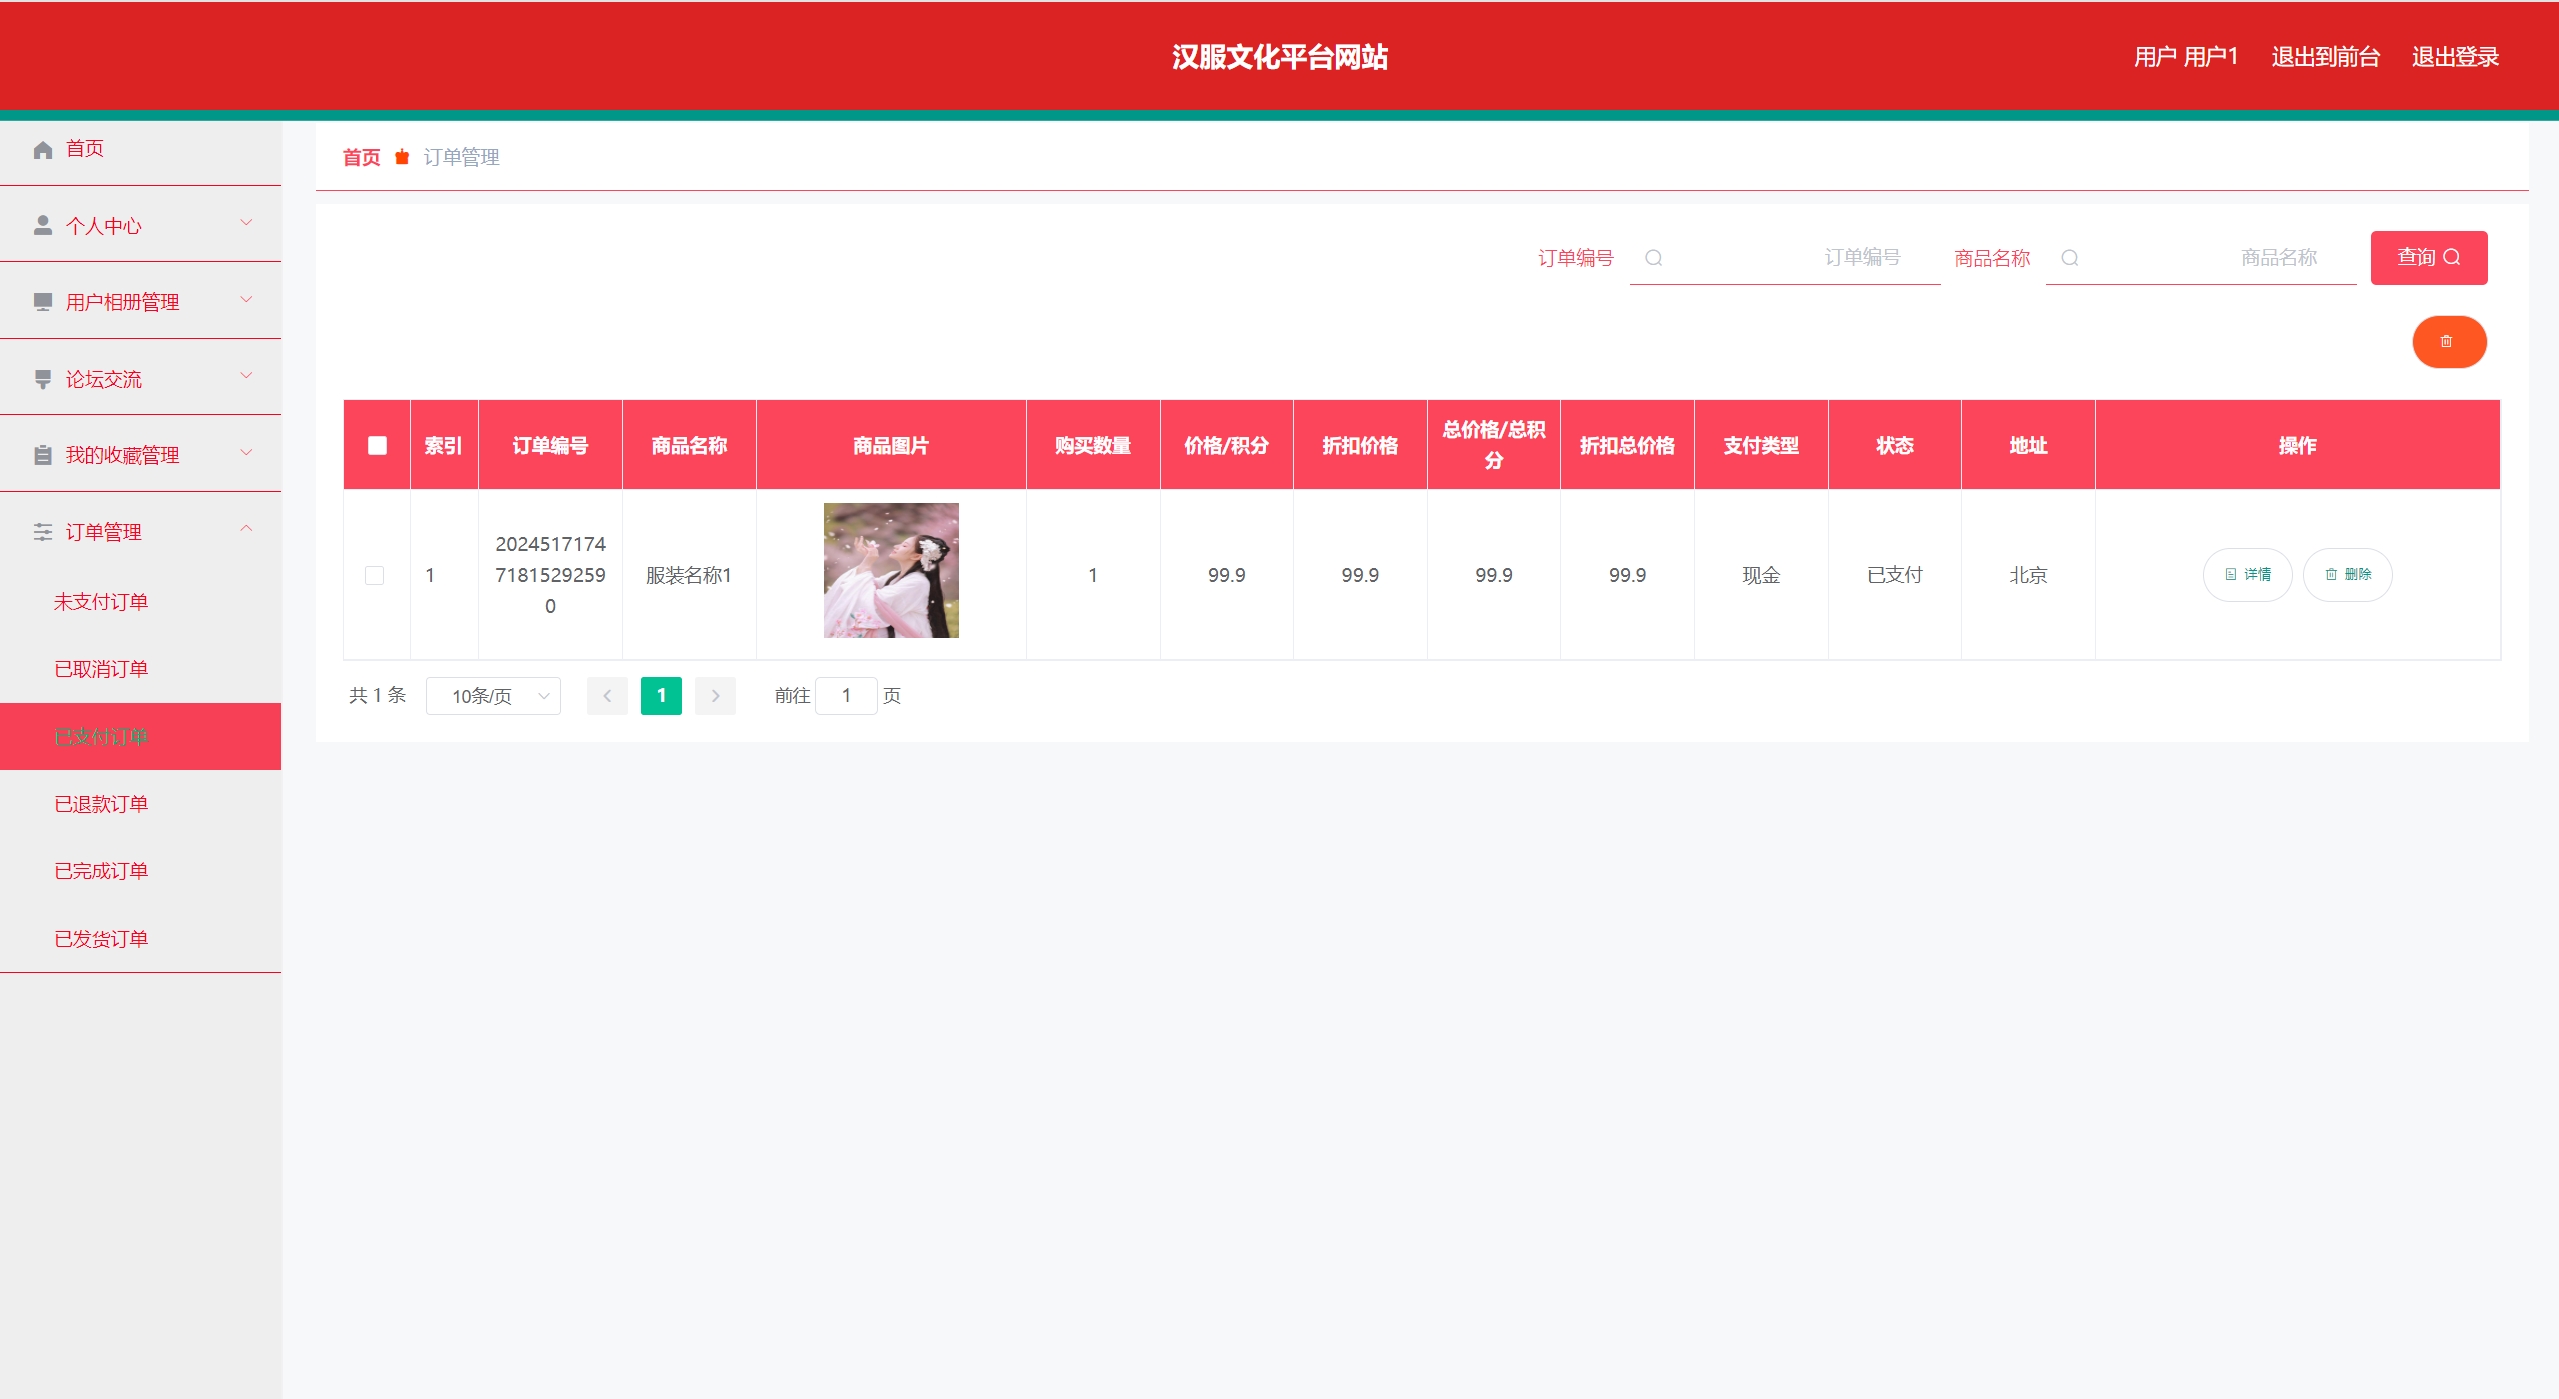 汉服文化平台网站
用户 用户1 退出到前台 退出登录
首页
个人中心
用户相册管理
论坛交流
我的收藏管理
订单管理
未支付订单
已取消订单
已支付订单
已退款订单
已完成订单
已发货订单
首页 订单管理
订单编号 订单编号 商品名称 商品名称 查询
索引 订单编号 商品名称 商品图片 购买数量 价格/积分 折扣价格 总价格/总积分 折扣总价格 支付类型 状态 地址 操作
1 2024517174 服装名称1 1 99.9 99.9 99.9 99.9 现金 已支付 北京 详情 删除
7181529259
0
共 1 条 10条/页 1 前往 1 页